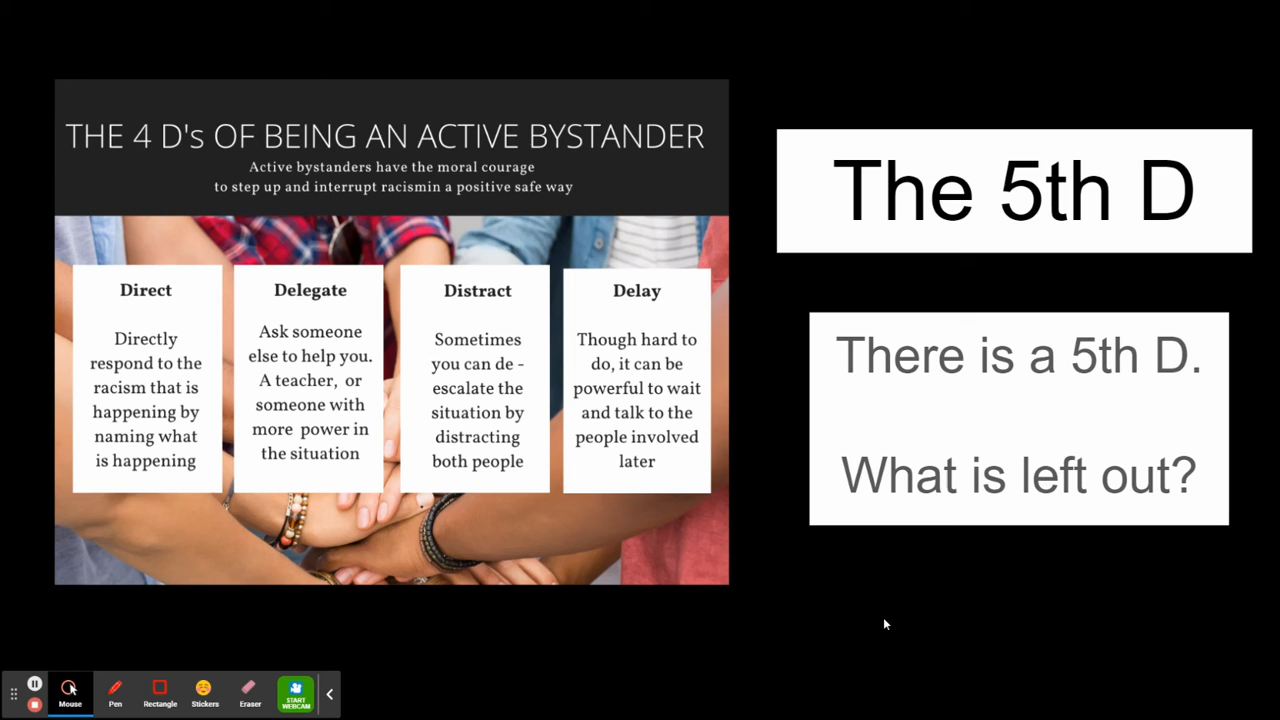 THE 4 D's OF BEING AN ACTIVE BYSTANDER
Active bystanders have the moral courage
to step up and interrupt racismin a positive safe way
Direct
Directly
respond to the
racism that is
happening by
naming what
is happening
Delegate
Ask someone
else to help you.
A teacher, or
someone with
more power in
the situation
Distract
Sometimes
you can de -
escalate the
situation by
distracting
both people
Delay
Though hard to
do, it can be
powerful to wait
and talk to the
people involved
later
The 5th D
There is a 5th D.
What is left out?
Mouse
Pen
Rectangle
Stickers
Eraser
START
WEBCAM